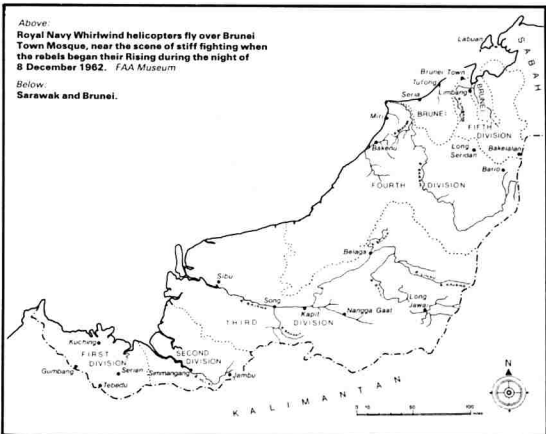 Above:
Royal Navy Whirlwind helicopters fly over Brunei
Town Mosque, near the scene of stiff fighting when
the rebels began their Rising during the night of
8 December 1962. FAA Museum
Below:
Sarawak and Brunei.
Labuan
SABAH
Brunei Town
Tutong
Limbang
Seria
BRUNEI
BRUNEI
Miri
FIFTH
DIVISION
Bakenu
Long
Seridan
Bakelalan
Bario
FOURTH DIVISION
Belaga
Sibu
Song
Kapit
Nangga Gaat
Long
Jawai
THIRD DIVISION
Kuching
FIRST
DIVISION
SECOND
DIVISION
Gumbang
Serian
Simmangang
Jambu
Tebedu
KALIMANTAN
N